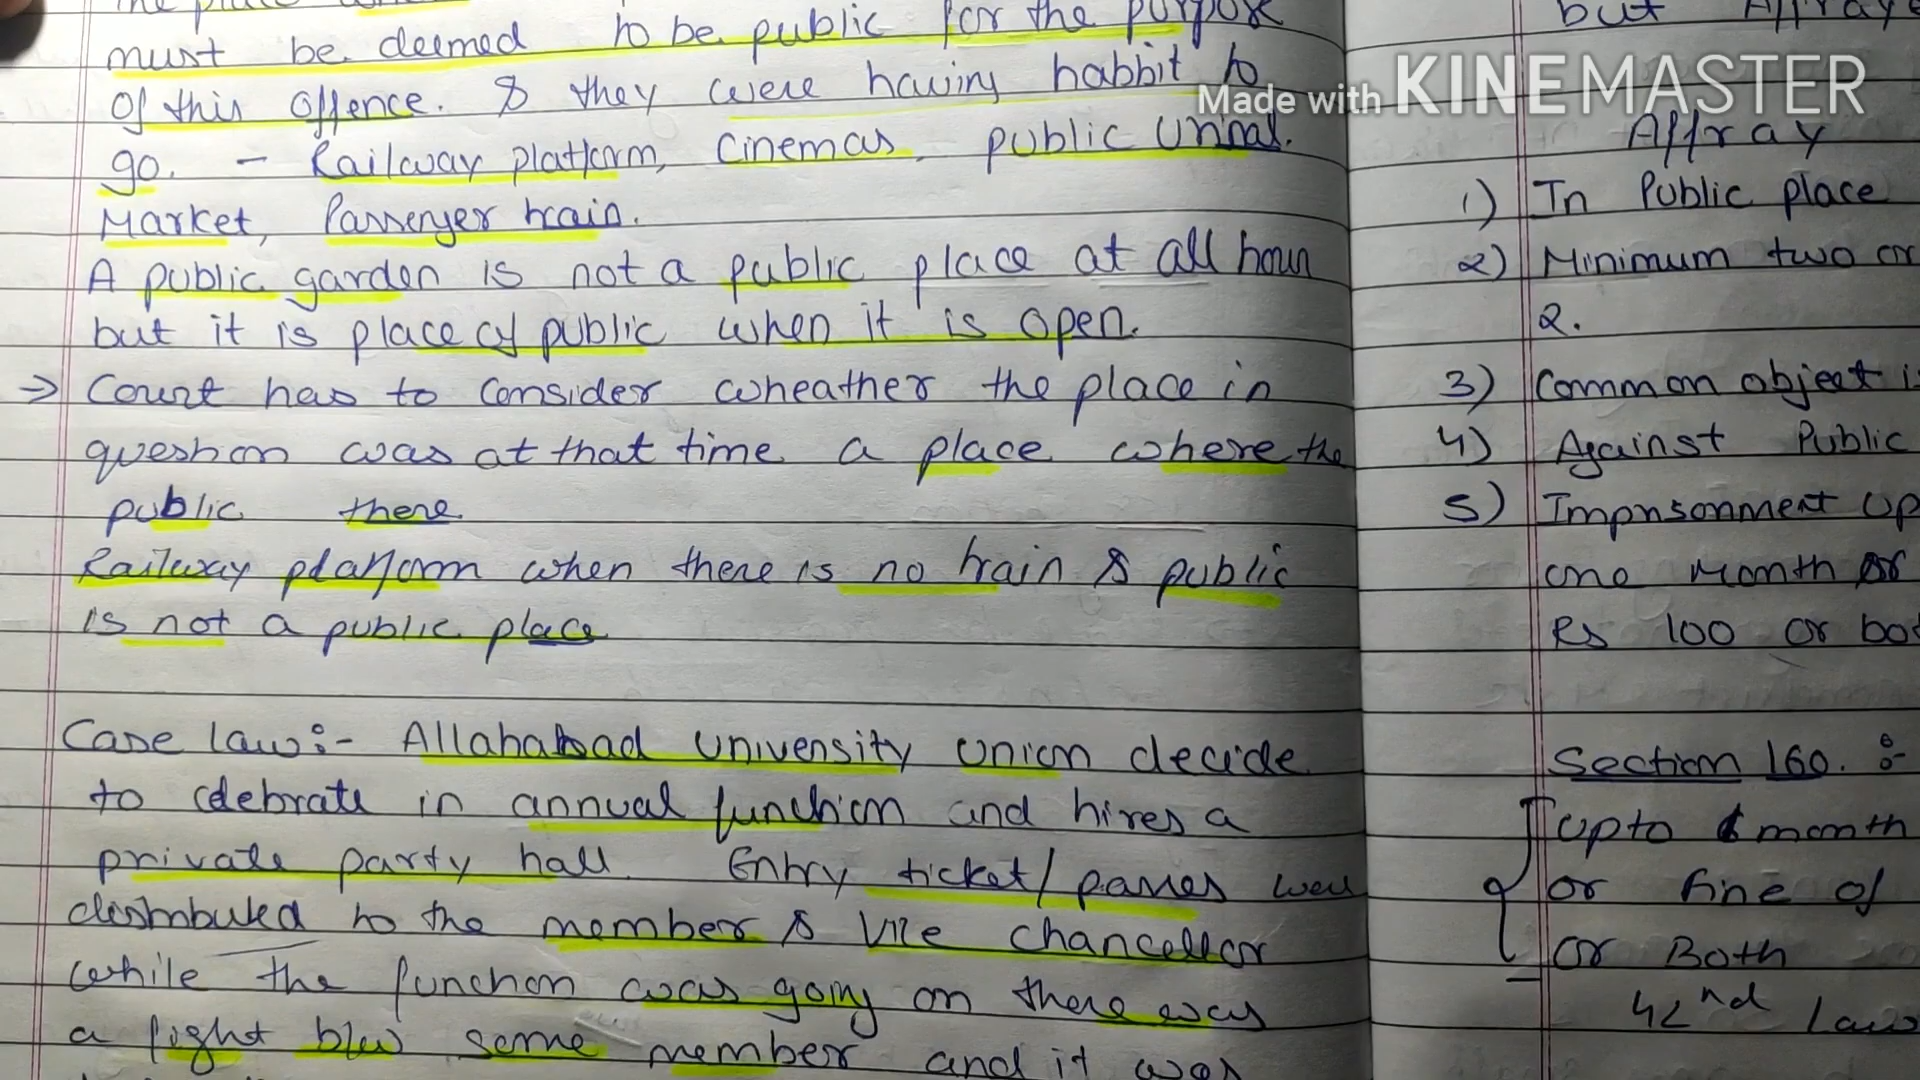 the place
must be deemed to be public for the purpose
of this offence. & they were having habbit to
go. - Railway platform, cinemas, public Urinal.
Market, Passenger train.
A public garden is not a public place at all hour
but it is place of public when it is open.
→ Court has to consider wheather the place in
question was at that time a place where the
public there
Railway platform when there is no train & public
is not a public place
Case law:- Allahabad University Union decide
to celebrate in annual function and hires a
private party hall. Entry ticket/passes were
distributed to the member & Vice chancellor
while the function was going on there was
a fight b/w some member and it was
but Affray
Made with KINEMASTER
Affray
1) In Public place
2) Minimum two or
2.
3) Common object is
4) Against Public
5) Imprisonment Up
one month or
Rs 100 or bot
Section 160. :-
upto 1 month
or fine of
or Both
42nd Law